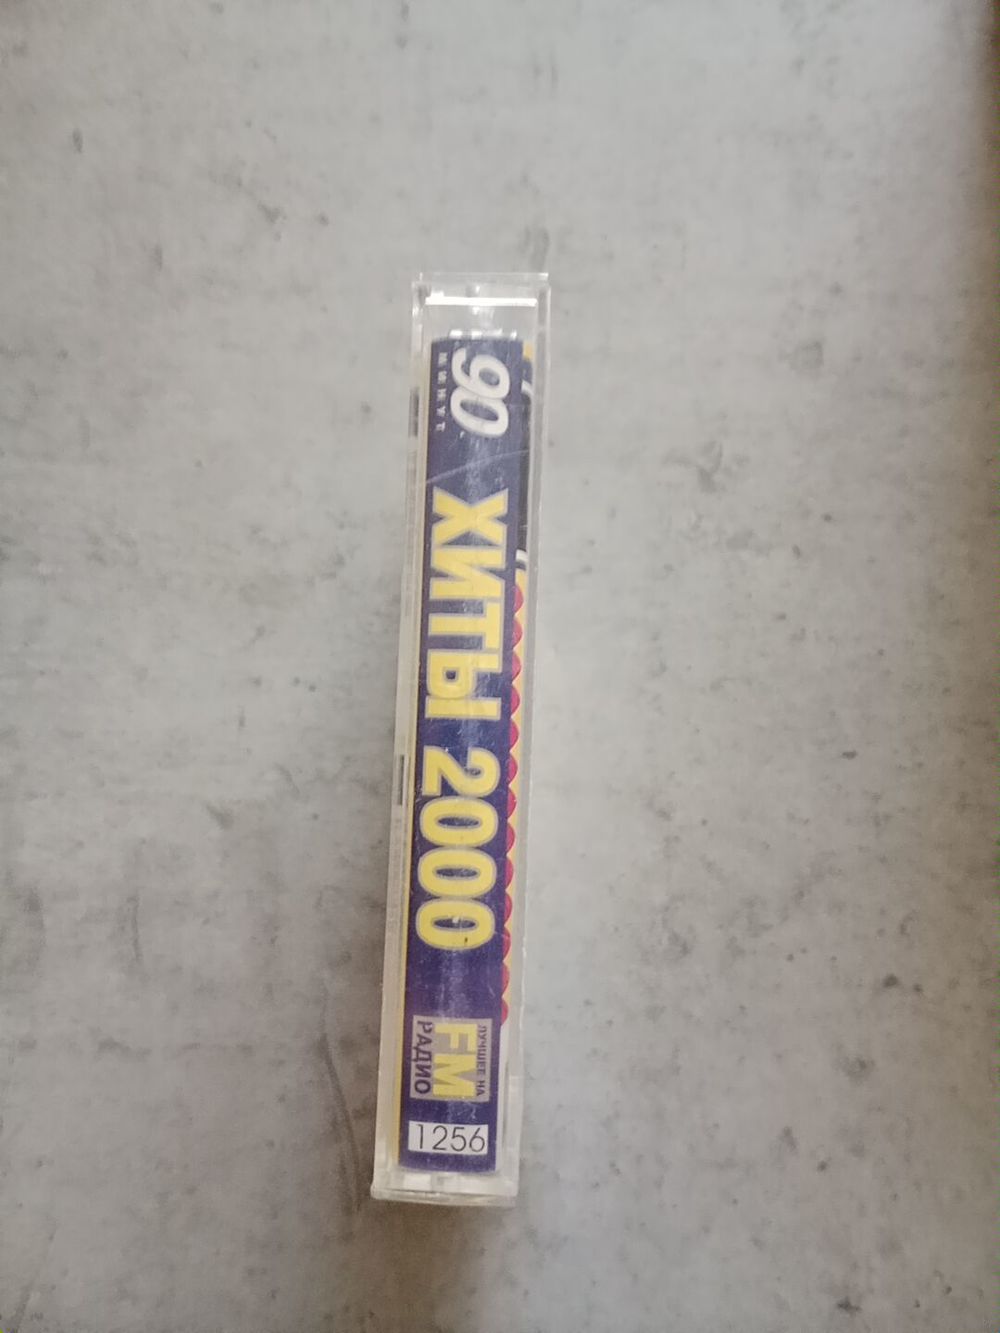 90
МИНУТ
ХИТЫ 2000
ЛУЧШЕЕ НА
FM
РАДИО
1256